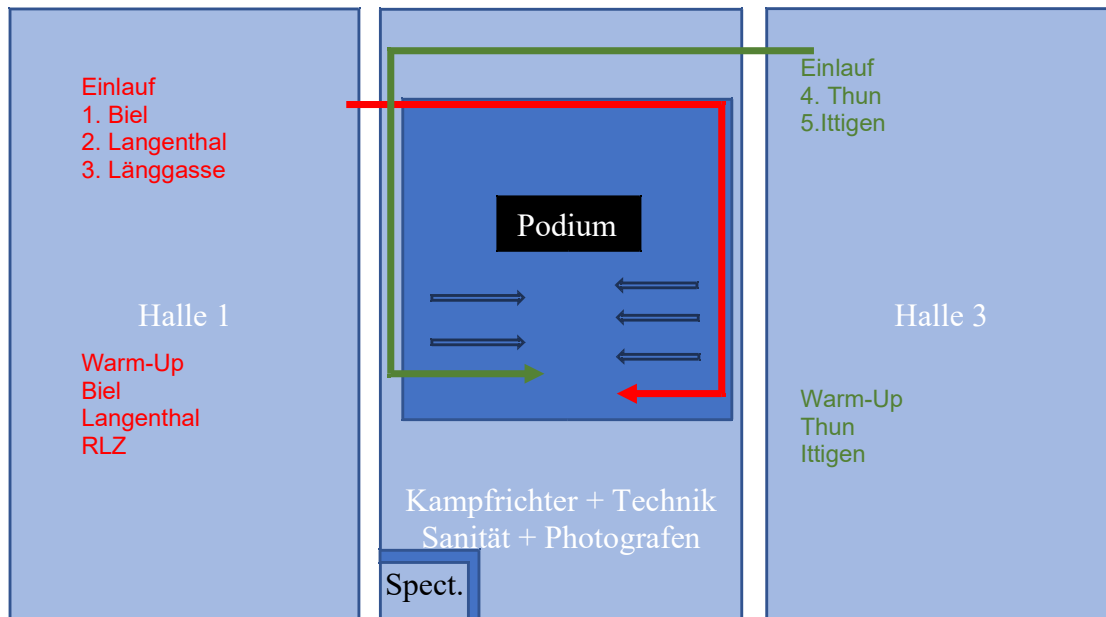 Einlauf
1. Biel
2. Langenthal
3. Länggasse
Halle 1
Warm-Up
Biel
Langenthal
RLZ
Podium
Kampfrichter + Technik
Sanität + Photografen
Spect.
Einlauf
4. Thun
5.Ittigen
Halle 3
Warm-Up
Thun
Ittigen